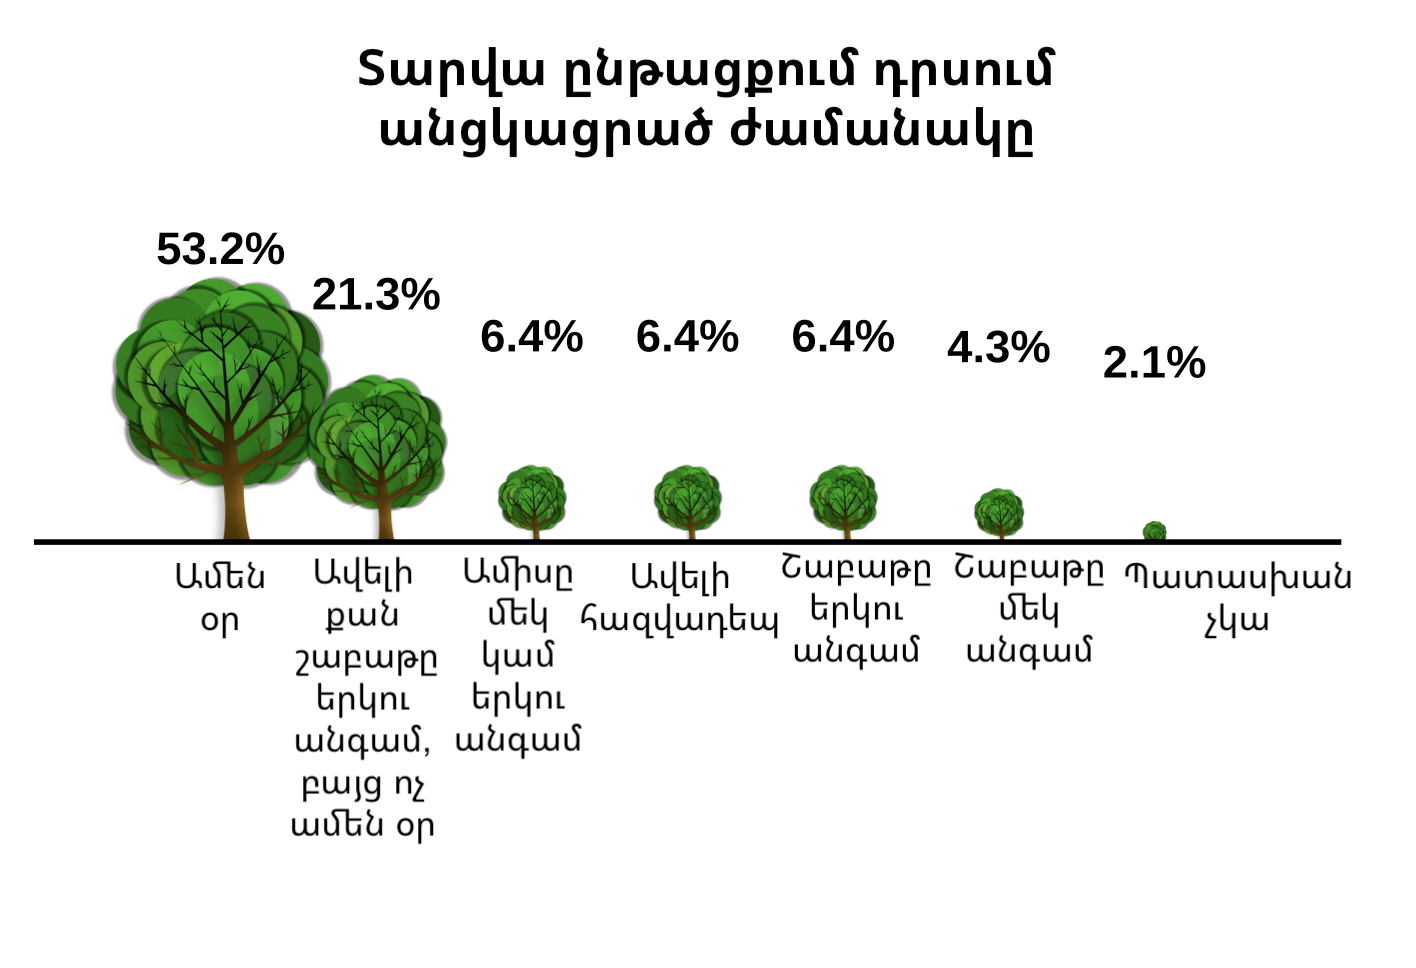 Տարվա ընթացքում դրսում
անցկացրած ժամանակը
53.2%
21.3%
6.4%
6.4%
6.4%
4.3%
2.1%
Ամեն
օր
Ավելի
քան
շաբաթը
երկու
անգամ,
բայց ոչ
ամեն օր
Ամիսը
մեկ
կամ
երկու
անգամ
Ավելի
հազվադեպ
Շաբաթը
երկու
անգամ
Շաբաթը
մեկ
անգամ
Պատասխան
չկա